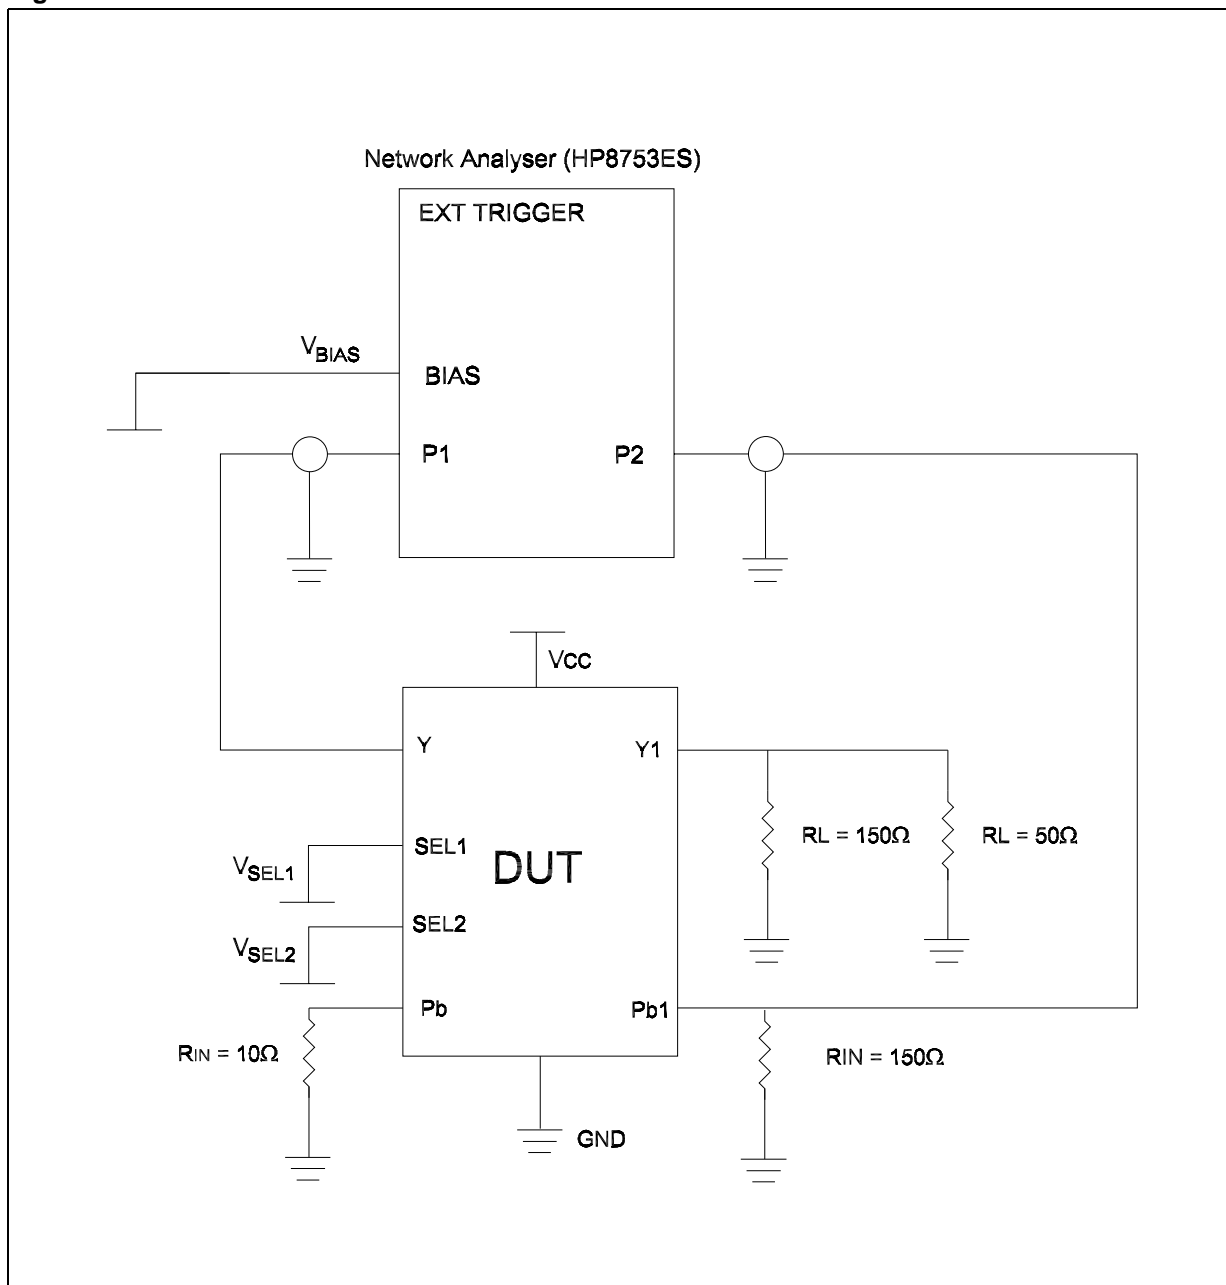 Network Analyser (HP8753ES)
EXT TRIGGER
VBIAS
BIAS
P1
P2
Vcc
Y
Y1
SEL1
RL = 150Ω
RL = 50Ω
VSEL1
DUT
SEL2
VSEL2
Pb
Pb1
RIN = 10Ω
RIN = 150Ω
GND